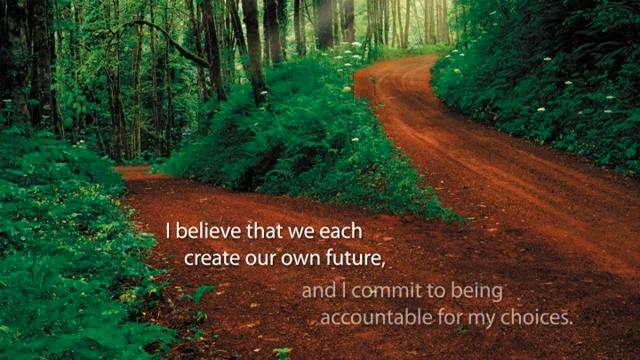 I believe that we each
create our own future,
and I commit to being
accountable for my choices.